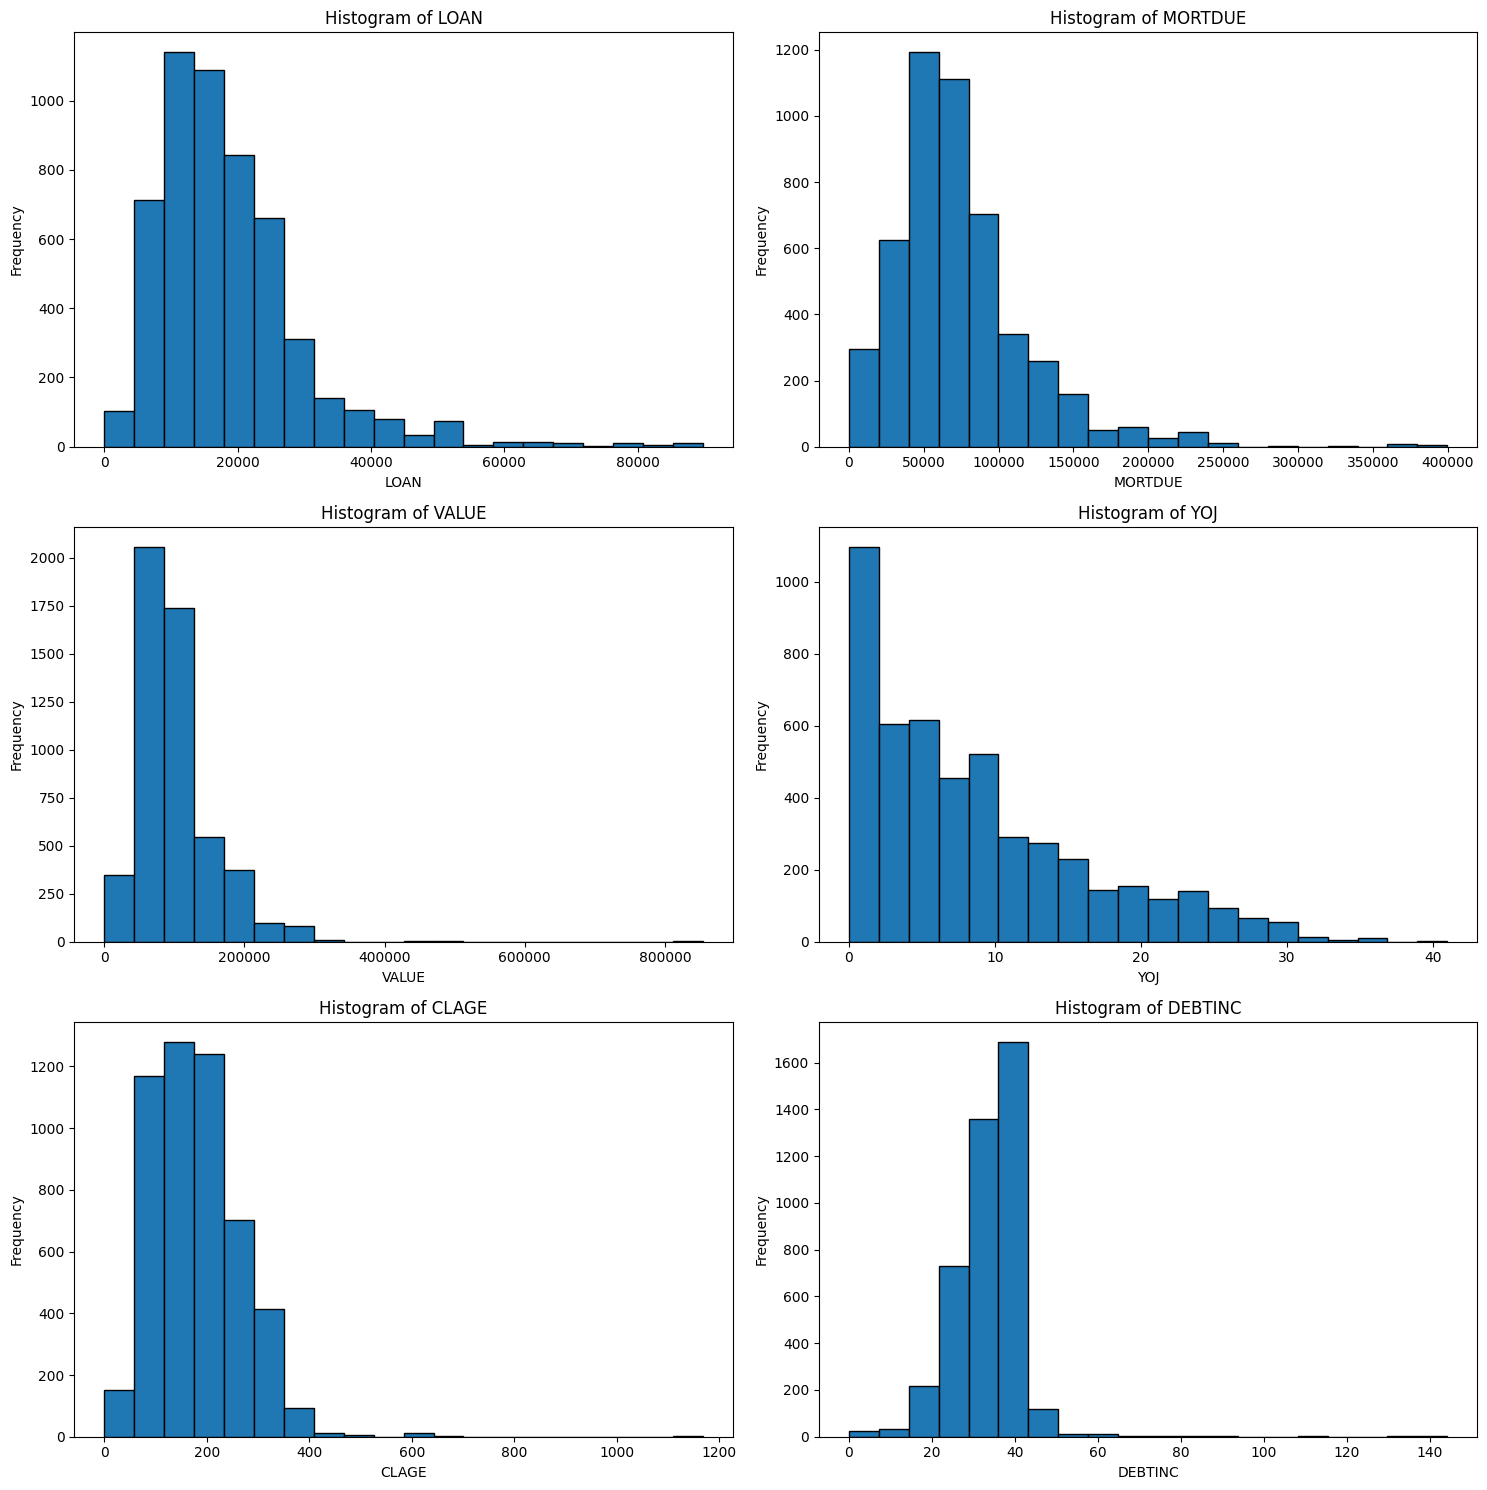 Histogram of LOAN
Frequency
1000
800
600
400
200
0
0 20000 40000 60000 80000
LOAN
Histogram of MORTDUE
Frequency
1200
1000
800
600
400
200
0
0 50000 100000 150000 200000 250000 300000 350000 400000
MORTDUE
Histogram of VALUE
Frequency
2000
1750
1500
1250
1000
750
500
250
0
0 200000 400000 600000 800000
VALUE
Histogram of YOJ
Frequency
1000
800
600
400
200
0
0 10 20 30 40
YOJ
Histogram of CLAGE
Frequency
1200
1000
800
600
400
200
0
0 200 400 600 800 1000 1200
CLAGE
Histogram of DEBTINC
Frequency
1600
1400
1200
1000
800
600
400
200
0
0 20 40 60 80 100 120 140
DEBTINC